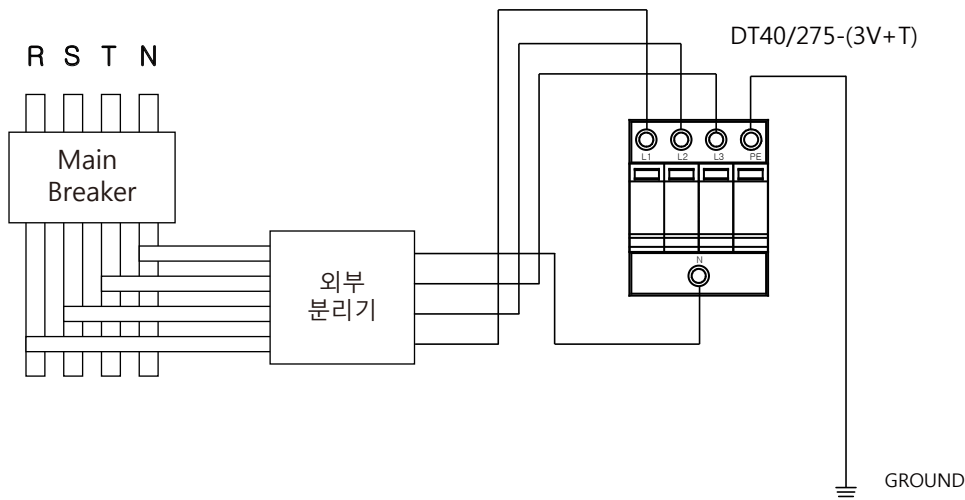 DT40/275-(3V+T)
R S T N
Main
Breaker
L1 L2 L3 PE
N
외부
분리기
GROUND